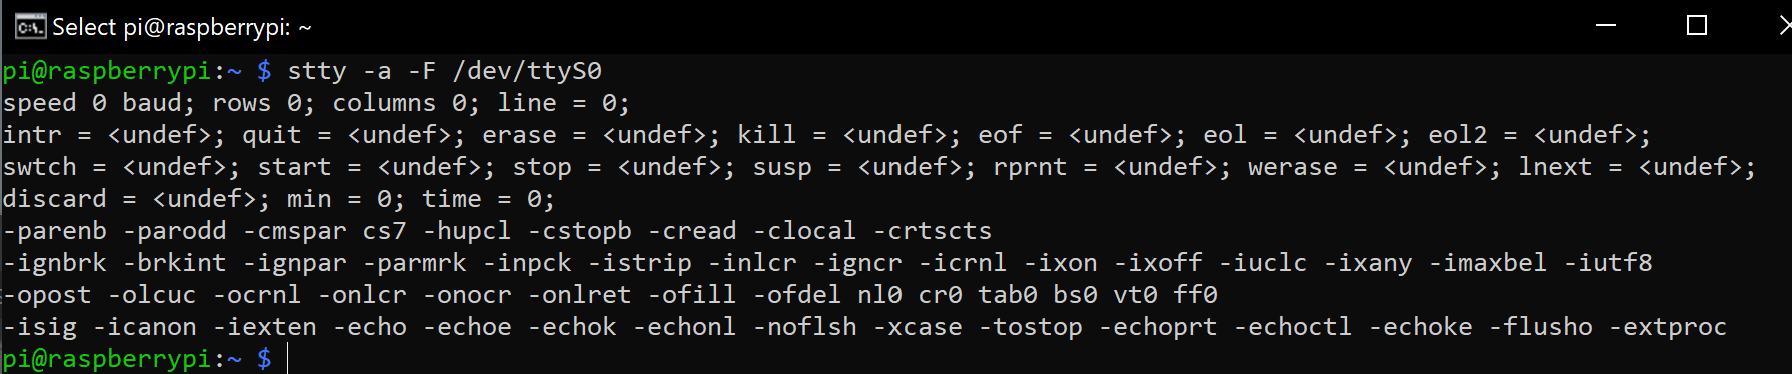 Select pi@raspberrypi: ~
pi@raspberrypi:~ $ stty -a -F /dev/ttyS0
speed 0 baud; rows 0; columns 0; line = 0;
intr = <undef>; quit = <undef>; erase = <undef>; kill = <undef>; eof = <undef>; eol = <undef>; eol2 = <undef>;
swtch = <undef>; start = <undef>; stop = <undef>; susp = <undef>; rprnt = <undef>; werase = <undef>; lnext = <undef>;
discard = <undef>; min = 0; time = 0;
-parenb -parodd -cmspar cs7 -hupcl -cstopb -cread -clocal -crtscts
-ignbrk -brkint -ignpar -parmrk -inpck -istrip -inlcr -igncr -icrnl -ixon -ixoff -iuclc -ixany -imaxbel -iutf8
-opost -olcuc -ocrnl -onlcr -onocr -onlret -ofill -ofdel nl0 cr0 tab0 bs0 vt0 ff0
-isig -icanon -iexten -echo -echoe -echok -echonl -noflsh -xcase -tostop -echoprt -echoctl -echoke -flusho -extproc
pi@raspberrypi:~ $